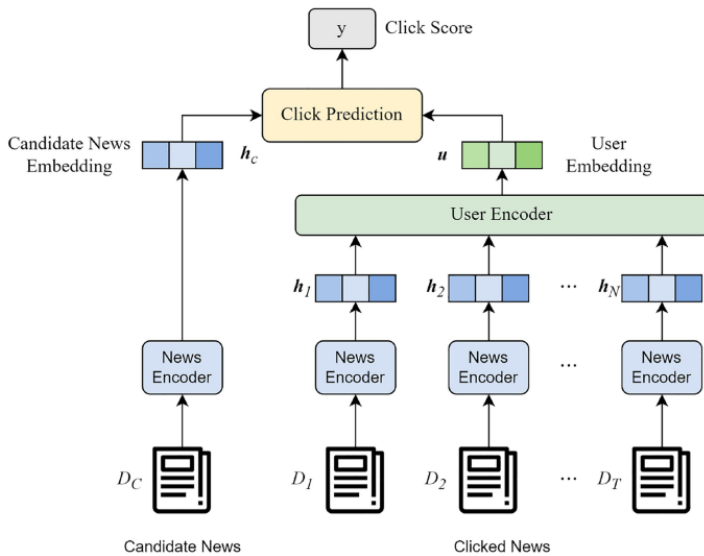 y
Click Score
Click Prediction
Candidate News
Embedding
h_c
u
User
Embedding
User Encoder
h_1
h_2
...
h_N
News
Encoder
News
Encoder
News
Encoder
...
News
Encoder
D_C
D_1
D_2
...
D_T
Candidate News
Clicked News